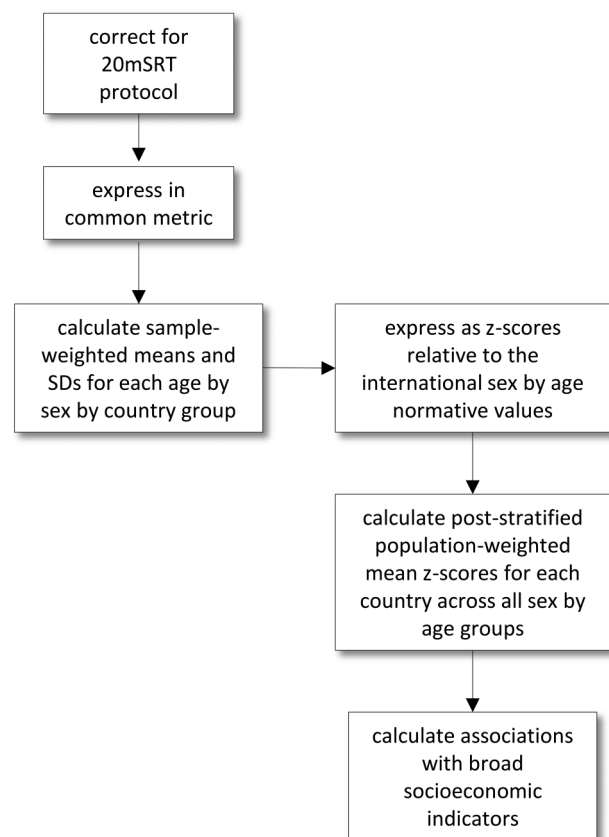 correct for
20mSRT
protocol
express in
common metric
calculate sample-
weighted means and
SDs for each age by
sex by country group
express as z-scores
relative to the
international sex by age
normative values
calculate post-stratified
population-weighted
mean z-scores for each
country across all sex by
age groups
calculate associations
with broad
socioeconomic
indicators